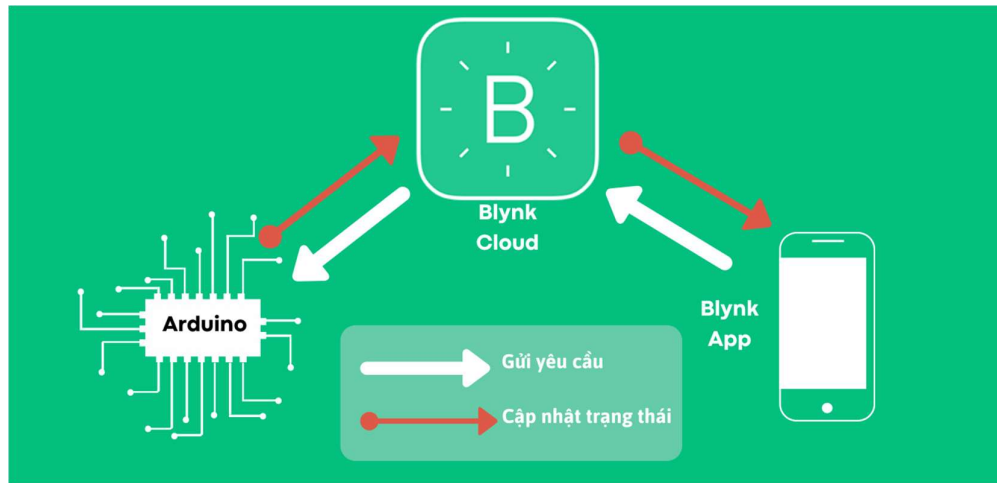 B
Blynk
Cloud
Arduino
Blynk
App
Gửi yêu cầu
Cập nhật trạng thái